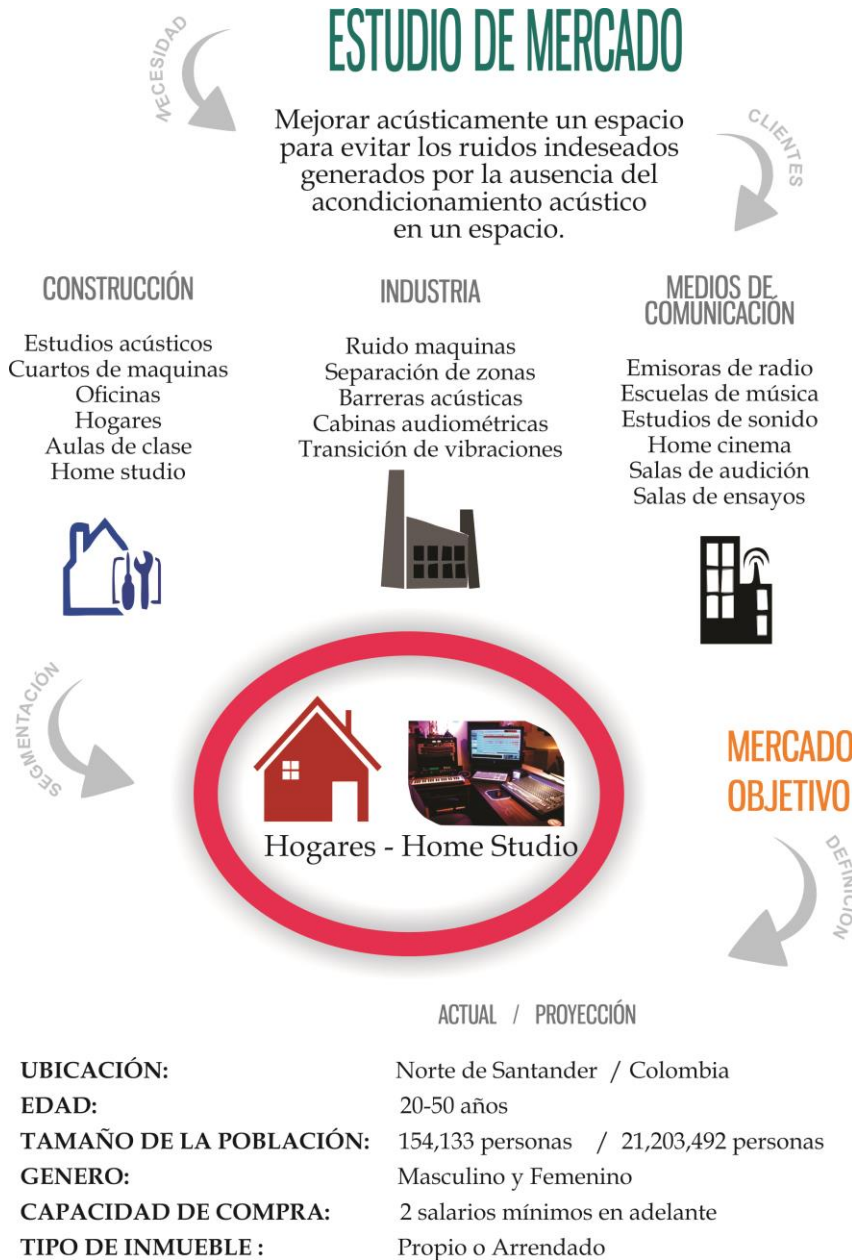 NECESIDAD
ESTUDIO DE MERCADO
Mejorar acústicamente un espacio
para evitar los ruidos indeseados
generados por la ausencia del
acondicionamiento acústico
en un espacio.
CLIENTES
CONSTRUCCIÓN
Estudios acústicos
Cuartos de maquinas
Oficinas
Hogares
Aulas de clase
Home studio
INDUSTRIA
Ruido maquinas
Separación de zonas
Barreras acústicas
Cabinas audiométricas
Transición de vibraciones
MEDIOS DE
COMUNICACIÓN
Emisoras de radio
Escuelas de música
Estudios de sonido
Home cinema
Salas de audición
Salas de ensayos
SEGMENTACIÓN
Hogares - Home Studio
MERCADO
OBJETIVO
DEFINICIÓN
ACTUAL / PROYECCIÓN
UBICACIÓN: Norte de Santander / Colombia
EDAD: 20-50 años
TAMAÑO DE LA POBLACIÓN: 154,133 personas / 21,203,492 personas
GENERO: Masculino y Femenino
CAPACIDAD DE COMPRA: 2 salarios mínimos en adelante
TIPO DE INMUEBLE : Propio o Arrendado